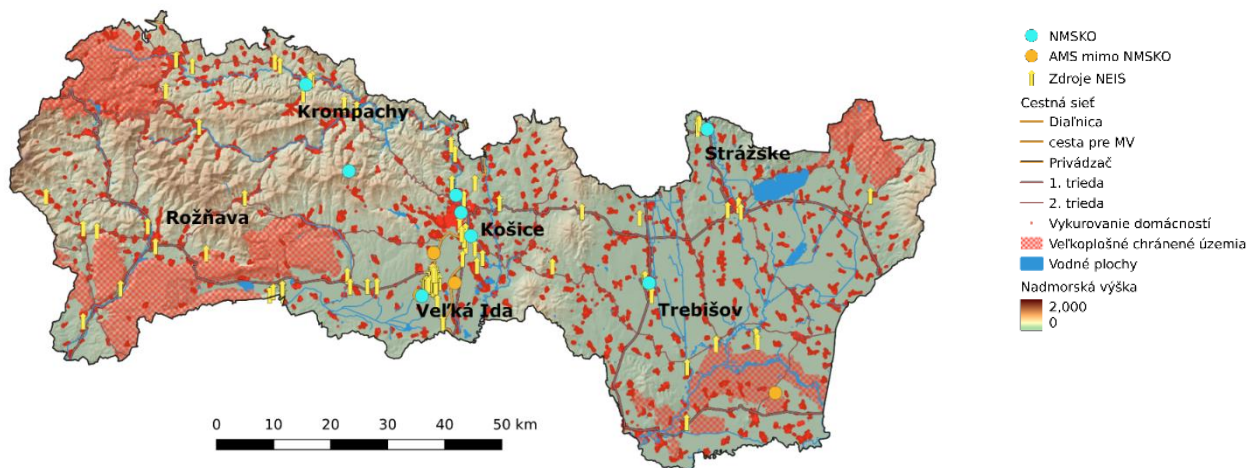 Krompachy
Strážske
Rožňava
Košice
Veľká Ida
Trebišov
0 10 20 30 40 50 km
NMSKO
AMS mimo NMSKO
Zdroje NEIS
Cestná sieť
Diaľnica
cesta pre MV
Privádzač
1. trieda
2. trieda
Vykurovanie domácností
Veľkoplošné chránené územia
Vodné plochy
Nadmorská výška
2,000
0